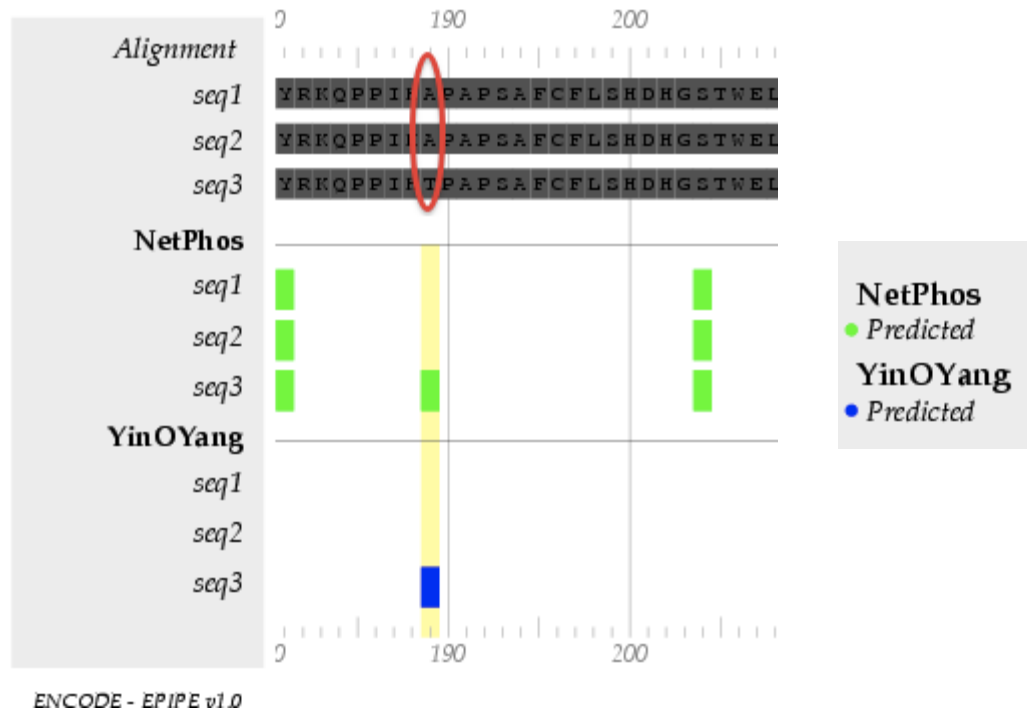 0 190 200
Alignment
seq1 YRKQPPIHAPAPSAFCFLSHDHGSTWEL
seq2 YRKQPPIHAPAPSAFCFLSHDHGSTWEL
seq3 YRKQPPIHTPAPSAFCFLSHDHGSTWEL
NetPhos
seq1
seq2
seq3
YinOYang
seq1
seq2
seq3
0 190 200
NetPhos
Predicted
YinOYang
Predicted
ENCODE - EPIPE v1.0